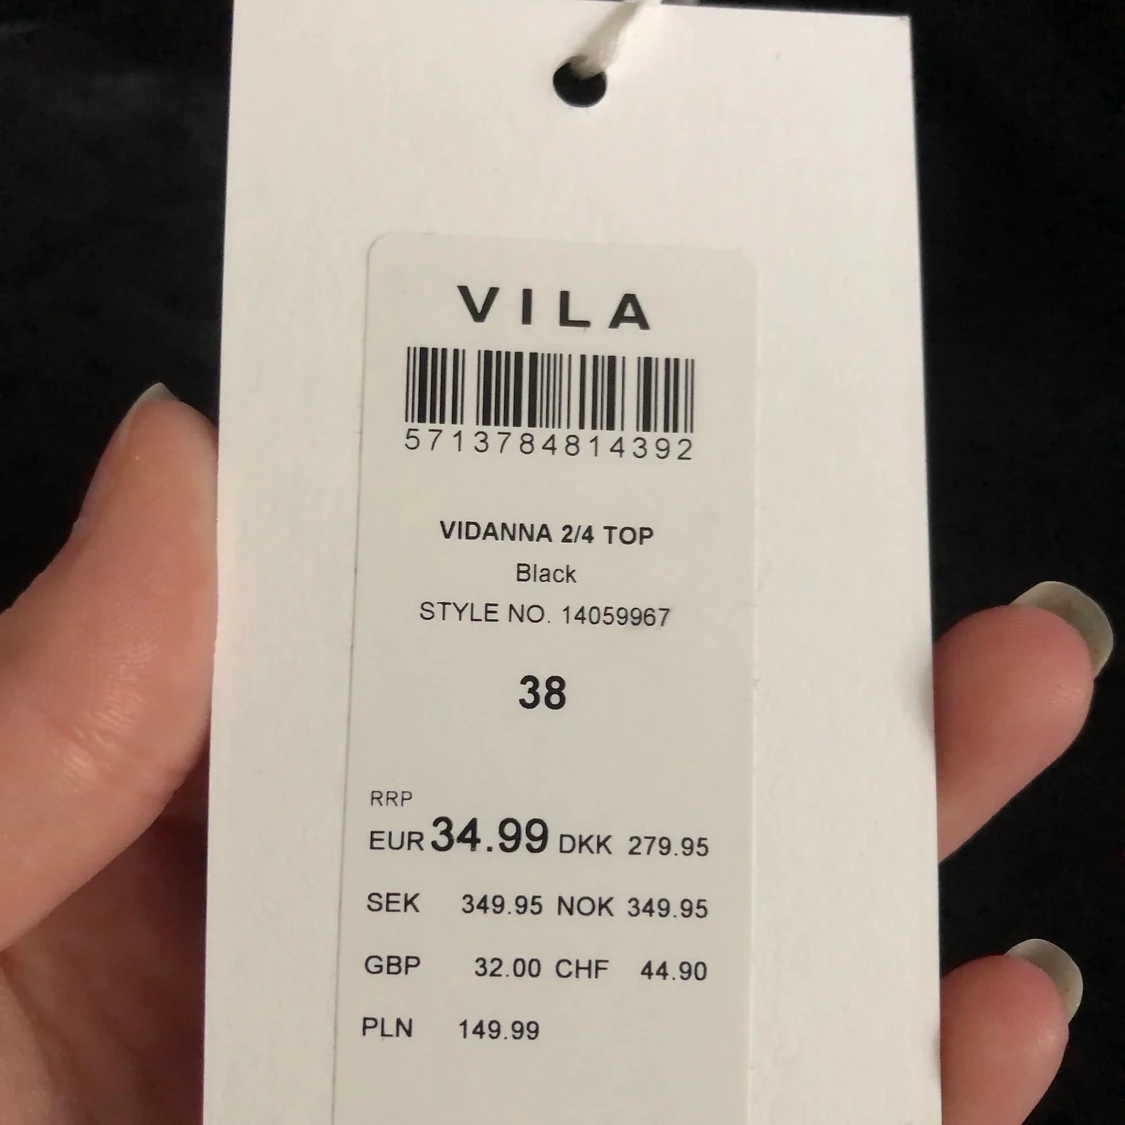 VILA
5713784814392
VIDANNA 2/4 TOP
Black
STYLE NO. 14059967
38
RRP
EUR 34.99 DKK 279.95
SEK 349.95 NOK 349.95
GBP 32.00 CHF 44.90
PLN 149.99